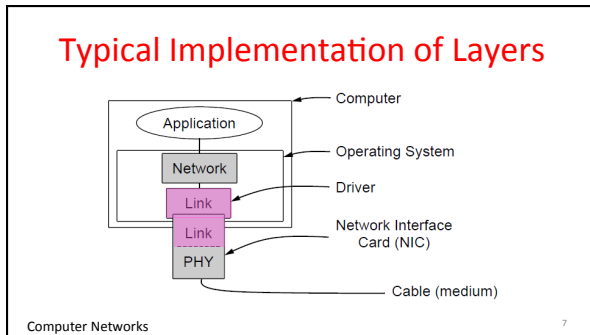 Typical Implementation of Layers
Computer
Application
Operating System
Network
Driver
Link
Link
Network Interface
Card (NIC)
PHY
Cable (medium)
Computer Networks
7